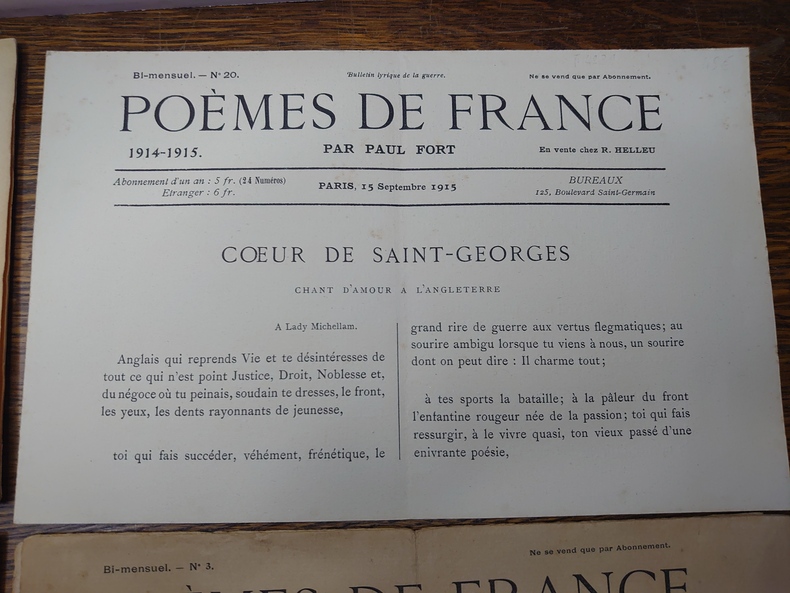 Bi-mensuel. — N° 20.
Bulletin lyrique de la guerre.
Ne se vend que par Abonnement.
POÈMES DE FRANCE
1914-1915.
PAR PAUL FORT
En vente chez R. HELLEU
Abonnement d'un an : 5 fr. (24 Numéros)
Etranger : 6 fr.
PARIS, 15 Septembre 1915
BUREAUX
125, Boulevard Saint-Germain
CŒUR DE SAINT-GEORGES
CHANT D'AMOUR A L'ANGLETERRE
A Lady Michellam.
Anglais qui reprends Vie et te désintéresses de
tout ce qui n'est point Justice, Droit, Noblesse et,
du négoce où tu peinais, soudain te dresses, le front,
les yeux, les dents rayonnants de jeunesse,
toi qui fais succéder, véhément, frénétique, le
grand rire de guerre aux vertus flegmatiques; au
sourire ambigu lorsque tu viens à nous, un sourire
dont on peut dire : Il charme tout;
à tes sports la bataille; à la pâleur du front
l'enfantine rougeur née de la passion; toi qui fais
ressurgir, à le vivre quasi, ton vieux passé d'une
enivrante poésie,
Bi-mensuel. — N° 3.
Ne se vend que par Abonnement.
POÈMES DE FRANCE